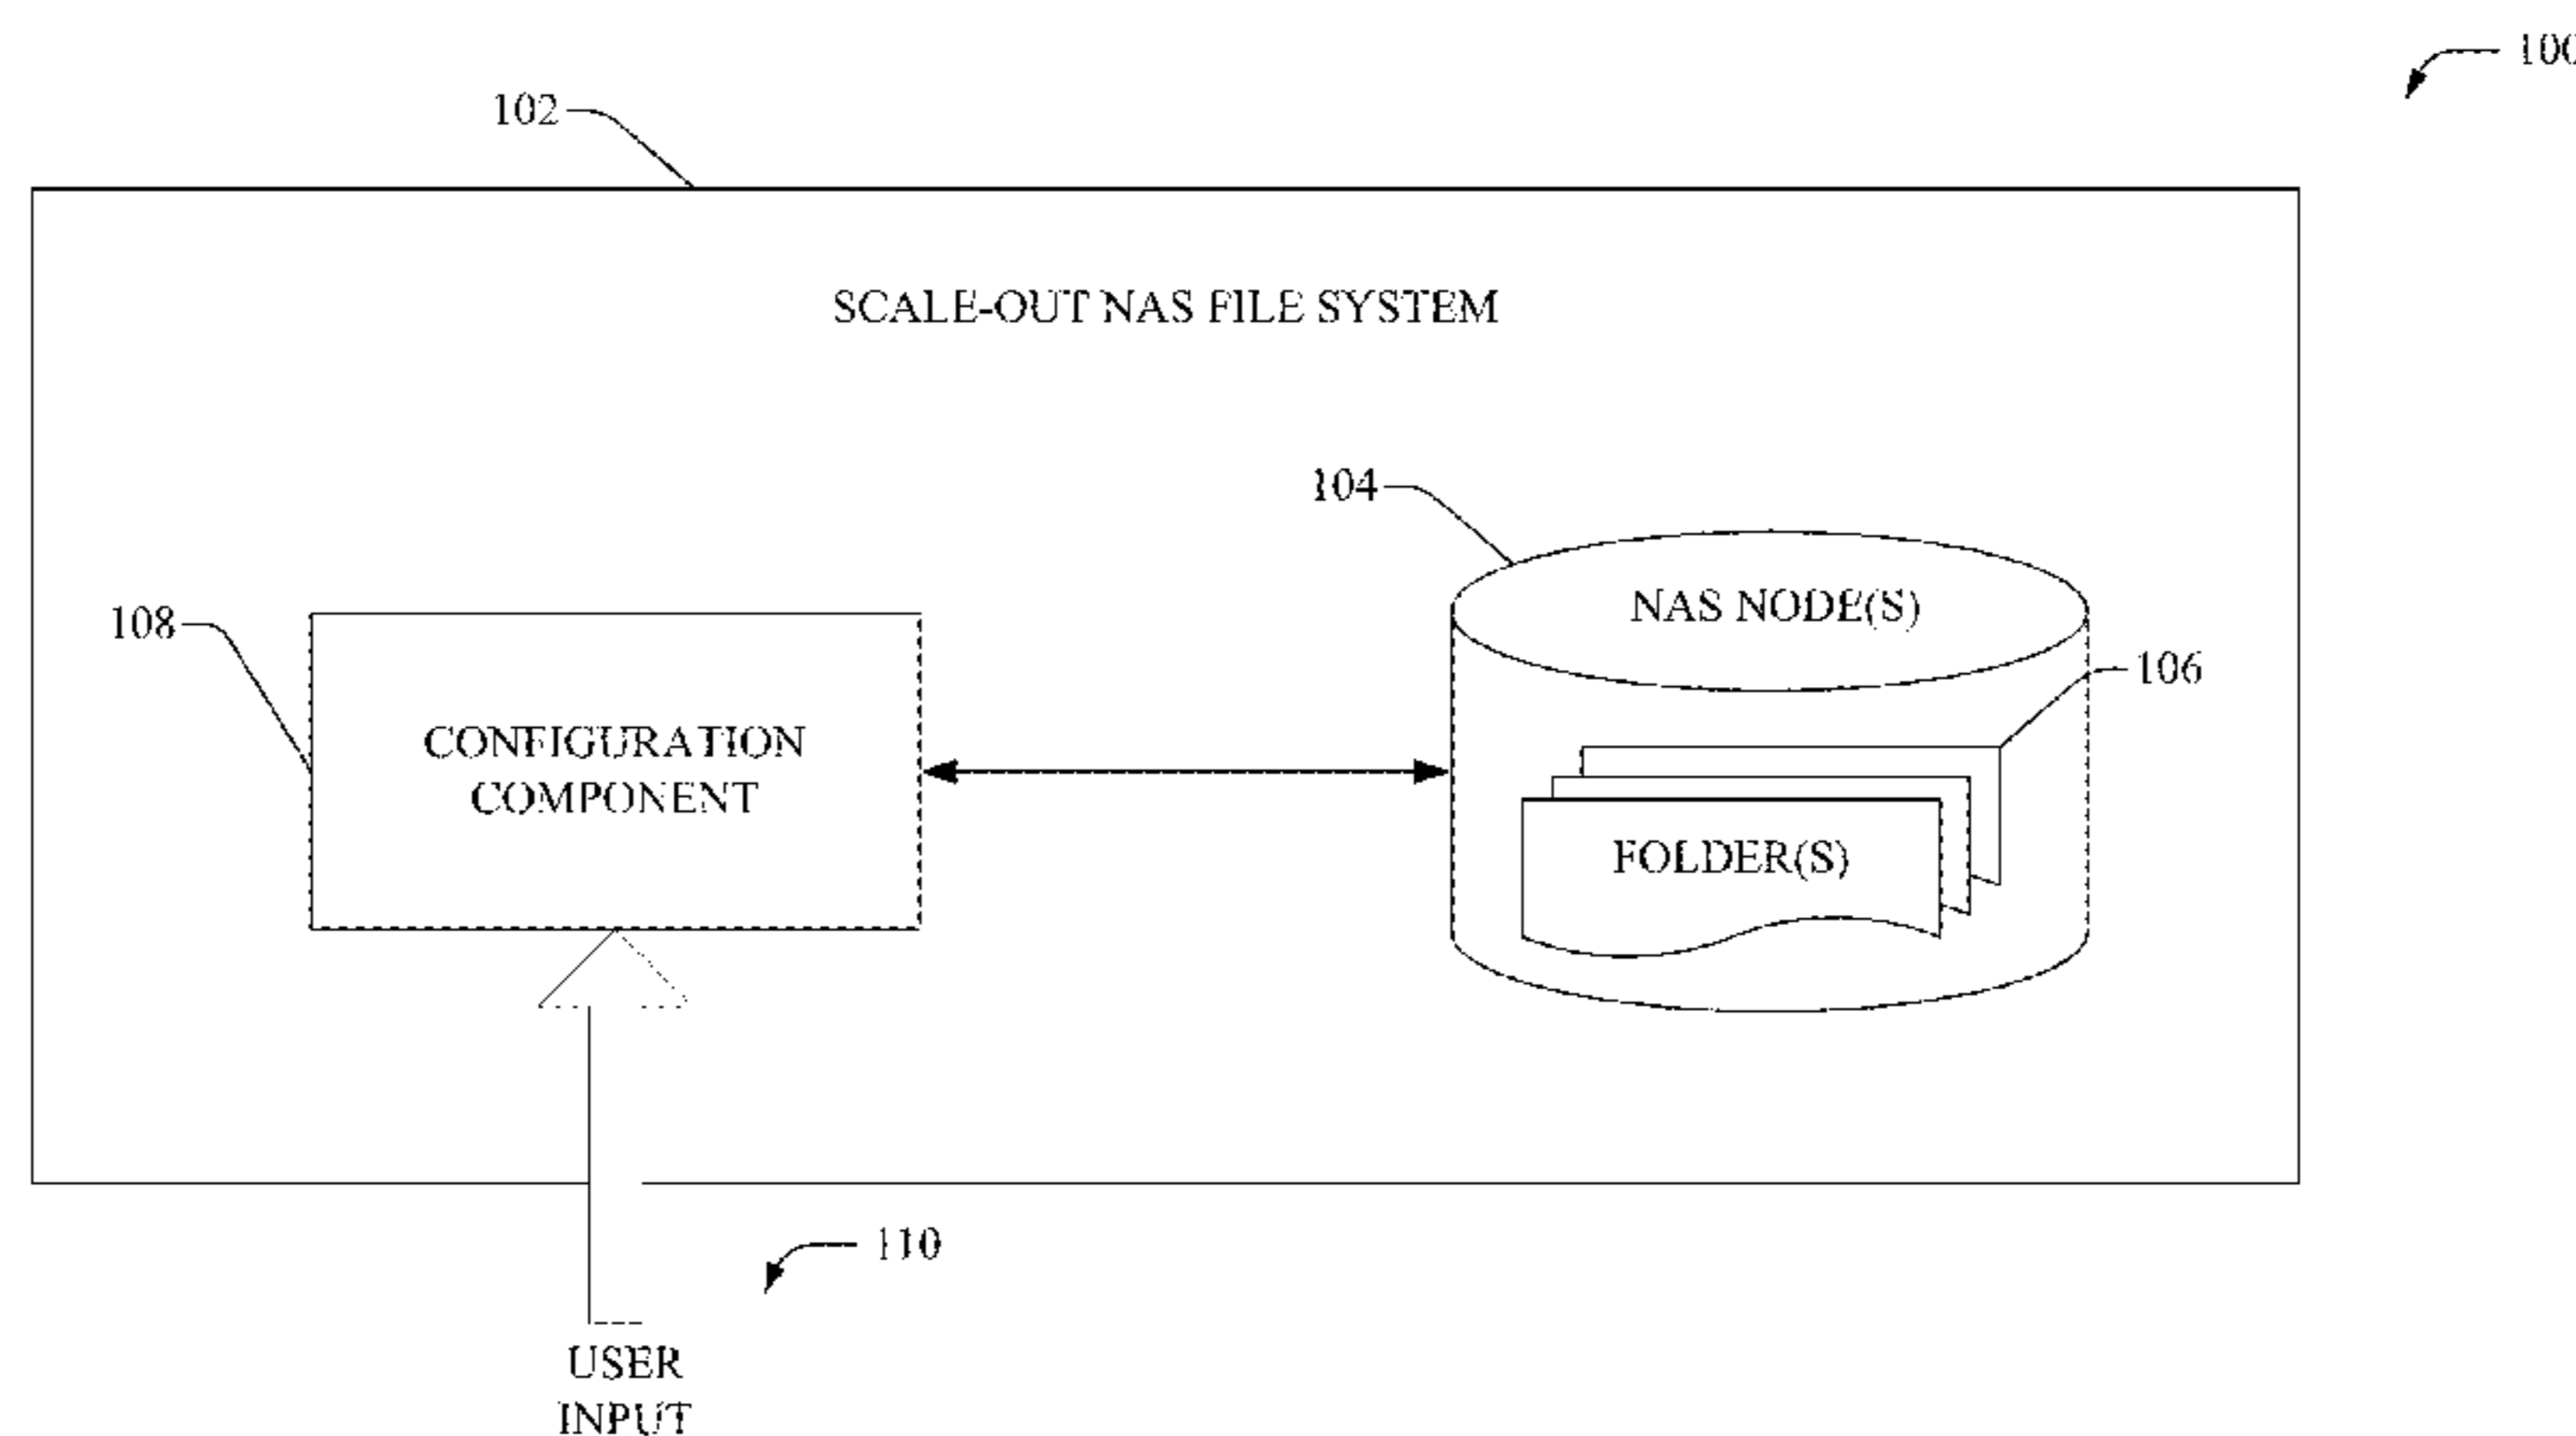 100
102
SCALE-OUT NAS FILE SYSTEM
104
NAS NODE(S)
108
106
CONFIGURATION
COMPONENT
FOLDER(S)
110
USER
INPUT